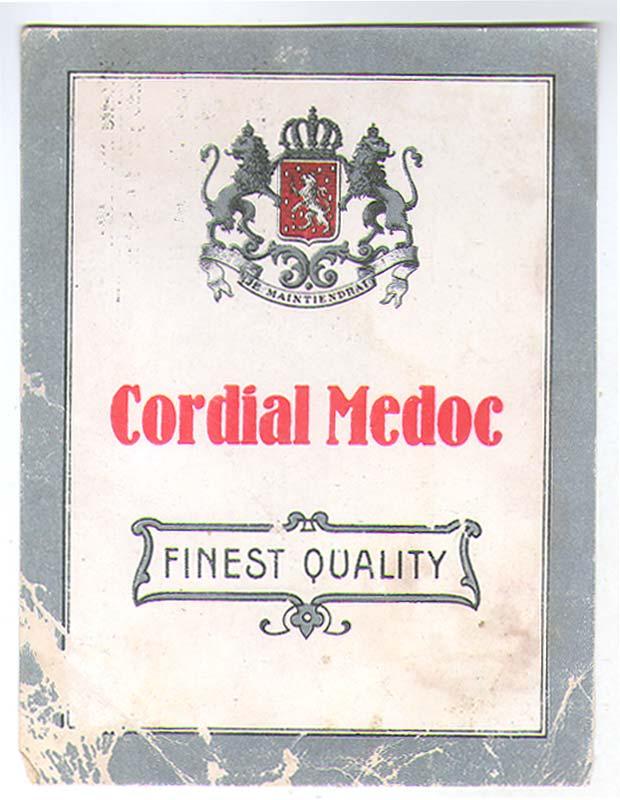 JE MAINTIENDRAI
Cordial Medoc
FINEST QUALITY